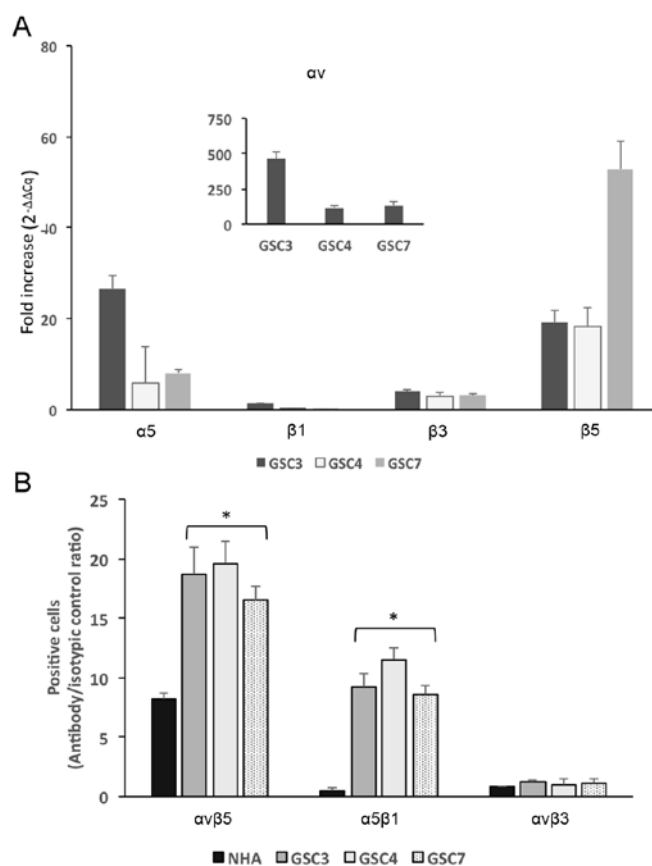 A
80
60
40
20
0
Fold increase (2-ΔΔCq)
αv
750
500
250
0
GSC3 GSC4 GSC7
α5 β1 β3 β5
GSC3 GSC4 GSC7
B
25
20
15
10
5
0
Positive cells
(Antibody/isotypic control ratio)
*
*
αvβ5 α5β1 αvβ3
NHA GSC3 GSC4 GSC7